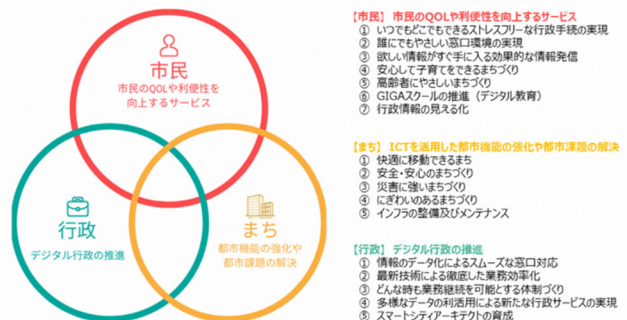 市民
市民のQOLや利便性を
向上するサービス
行政
デジタル行政の推進
まち
都市機能の強化や
都市課題の解決
【市民】 市民のQOLや利便性を向上するサービス
① いつでもどこでもできるストレスフリーな行政手続の実現
② 誰にでもやさしい窓口環境の実現
③ 欲しい情報がすぐ手に入る効果的な情報発信
④ 安心して子育てをできるまちづくり
⑤ 高齢者にやさしいまちづくり
⑥ GIGAスクールの推進（デジタル教育）
⑦ 行政情報の見える化
【まち】 ICTを活用した都市機能の強化や都市課題の解決
① 快適に移動できるまち
② 安全・安心のまちづくり
③ 災害に強いまちづくり
④ にぎわいのあるまちづくり
⑤ インフラの整備及びメンテナンス
【行政】 デジタル行政の推進
① 情報のデータ化によるスムーズな窓口対応
② 最新技術による徹底した業務効率化
③ どんな時も業務継続を可能とする体制づくり
④ 多様なデータの利活用による新たな行政サービスの実現
⑤ スマートシティアーキテクトの育成